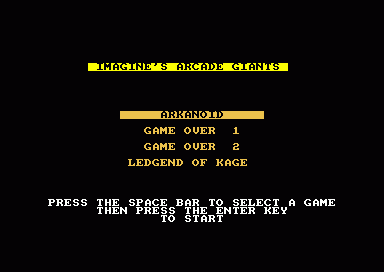 IMAGINE'S ARCADE GIANTS
ARKANOID
GAME OVER 1
GAME OVER 2
LEDGEND OF KAGE
PRESS THE SPACE BAR TO SELECT A GAME
THEN PRESS THE ENTER KEY
TO START